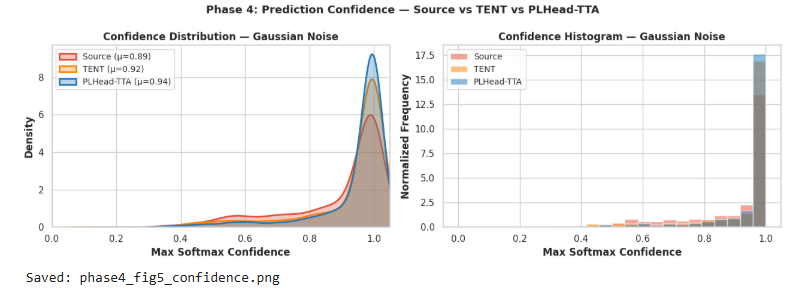 Phase 4: Prediction Confidence — Source vs TENT vs PLHead-TTA
Confidence Distribution — Gaussian Noise
Source (μ=0.89)
TENT (μ=0.92)
PLHead-TTA (μ=0.94)
Density
8
6
4
2
0
0.0 0.2 0.4 0.6 0.8 1.0
Max Softmax Confidence
Confidence Histogram — Gaussian Noise
Source
TENT
PLHead-TTA
Normalized Frequency
17.5
15.0
12.5
10.0
7.5
5.0
2.5
0.0
0.0 0.2 0.4 0.6 0.8 1.0
Max Softmax Confidence
Saved: phase4_fig5_confidence.png